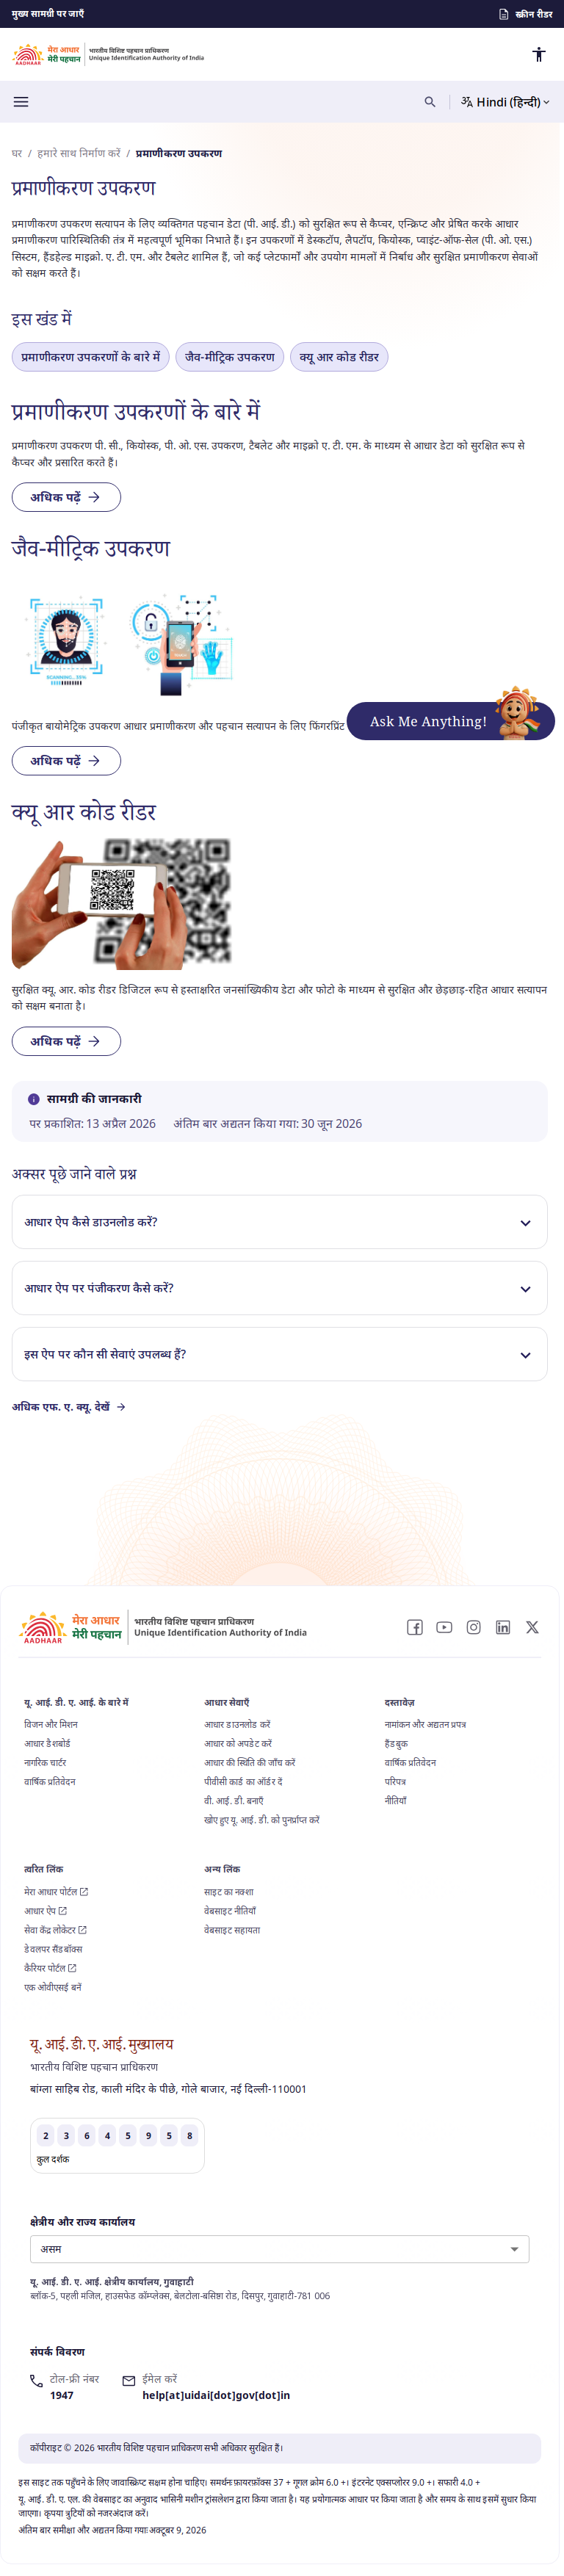 मुख्य सामग्री पर जाएँ
स्क्रीन रीडर
AADHAAR
मेरा आधार
मेरी पहचान
भारतीय विशिष्ट पहचान प्राधिकरण
Unique Identification Authority of India
Hindi (हिन्दी)
घर / हमारे साथ निर्माण करें / प्रमाणीकरण उपकरण
प्रमाणीकरण उपकरण
प्रमाणीकरण उपकरण सत्यापन के लिए व्यक्तिगत पहचान डेटा (पी. आई. डी.) को सुरक्षित रूप से कैप्चर, एन्क्रिप्ट और प्रेषित करके आधार
प्रमाणीकरण पारिस्थितिकी तंत्र में महत्वपूर्ण भूमिका निभाते हैं। इन उपकरणों में डेस्कटॉप, लैपटॉप, कियोस्क, प्वाइंट-ऑफ-सेल (पी. ओ. एस.)
सिस्टम, हैंडहेल्ड माइक्रो. ए. टी. एम. और टैबलेट शामिल हैं, जो कई प्लेटफार्मों और उपयोग मामलों में निर्बाध और सुरक्षित प्रमाणीकरण सेवाओं
को सक्षम करते हैं।
इस खंड में
प्रमाणीकरण उपकरणों के बारे में
जैव-मीट्रिक उपकरण
क्यू आर कोड रीडर
प्रमाणीकरण उपकरणों के बारे में
प्रमाणीकरण उपकरण पी. सी., कियोस्क, पी. ओ. एस. उपकरण, टैबलेट और माइक्रो ए. टी. एम. के माध्यम से आधार डेटा को सुरक्षित रूप से
कैप्चर और प्रसारित करते हैं।
अधिक पढ़ें
जैव-मीट्रिक उपकरण
SCANNING.. 99%
पंजीकृत बायोमेट्रिक उपकरण आधार प्रमाणीकरण और पहचान सत्यापन के लिए फिंगरप्रिंट
Ask Me Anything!
अधिक पढ़ें
क्यू आर कोड रीडर
सुरक्षित क्यू. आर. कोड रीडर डिजिटल रूप से हस्ताक्षरित जनसांख्यिकीय डेटा और फोटो के माध्यम से सुरक्षित और छेड़छाड़-रहित आधार सत्यापन
को सक्षम बनाता है।
अधिक पढ़ें
सामग्री की जानकारी
पर प्रकाशित: 13 अप्रैल 2026 अंतिम बार अद्यतन किया गया: 30 जून 2026
अक्सर पूछे जाने वाले प्रश्न
आधार ऐप कैसे डाउनलोड करें?
आधार ऐप पर पंजीकरण कैसे करें?
इस ऐप पर कौन सी सेवाएं उपलब्ध हैं?
अधिक एफ. ए. क्यू. देखें
AADHAAR
मेरा आधार
मेरी पहचान
भारतीय विशिष्ट पहचान प्राधिकरण
Unique Identification Authority of India
यू. आई. डी. ए. आई. के बारे में
विजन और मिशन
आधार डैशबोर्ड
नागरिक चार्टर
वार्षिक प्रतिवेदन
आधार सेवाएँ
आधार डाउनलोड करें
आधार को अपडेट करें
आधार की स्थिति की जाँच करें
पीवीसी कार्ड का ऑर्डर दें
वी. आई. डी. बनाएँ
खोए हुए यू. आई. डी. को पुनर्प्राप्त करें
दस्तावेज़
नामांकन और अद्यतन प्रपत्र
हैंडबुक
वार्षिक प्रतिवेदन
परिपत्र
नीतियाँ
त्वरित लिंक
मेरा आधार पोर्टल
आधार ऐप
सेवा केंद्र लोकेटर
डेवलपर सैंडबॉक्स
कैरियर पोर्टल
एक ओवीएसई बनें
अन्य लिंक
साइट का नक्शा
वेबसाइट नीतियाँ
वेबसाइट सहायता
यू. आई. डी. ए. आई. मुख्यालय
भारतीय विशिष्ट पहचान प्राधिकरण
बांग्ला साहिब रोड, काली मंदिर के पीछे, गोले बाजार, नई दिल्ली-110001
2 3 6 4 5 9 5 8
कुल दर्शक
क्षेत्रीय और राज्य कार्यालय
असम
यू. आई. डी. ए. आई. क्षेत्रीय कार्यालय, गुवाहाटी
ब्लॉक-5, पहली मंजिल, हाउसफेड कॉम्प्लेक्स, बेलटोला-बसिष्ठा रोड, दिसपुर, गुवाहाटी-781 006
संपर्क विवरण
टोल-फ्री नंबर
1947
ईमेल करें
help[at]uidai[dot]gov[dot]in
कॉपीराइट © 2026 भारतीय विशिष्ट पहचान प्राधिकरण सभी अधिकार सुरक्षित हैं।
इस साइट तक पहुँचने के लिए जावास्क्रिप्ट सक्षम होना चाहिए। समर्थन:फ़ायरफ़ॉक्स 37 + गूगल क्रोम 6.0 +। इंटरनेट एक्सप्लोरर 9.0 +। सफारी 4.0 +
यू. आई. डी. ए. एल. की वेबसाइट का अनुवाद भाषिनी मशीन ट्रांसलेशन द्वारा किया जाता है। यह प्रयोगात्मक आधार पर किया जाता है और समय के साथ इसमें सुधार किया
जाएगा। कृपया त्रुटियों को नजरअंदाज करें।
अंतिम बार समीक्षा और अद्यतन किया गयाःअक्टूबर 9, 2026